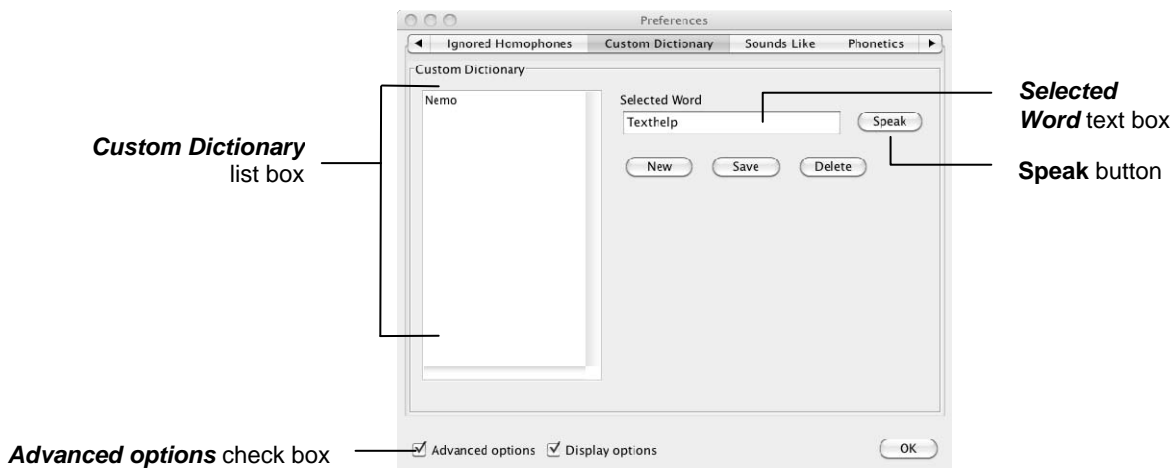 Preferences
Ignored Homophones Custom Dictionary Sounds Like Phonetics
Custom Dictionary
Nemo
Selected Word
Texthelp Speak
New Save Delete
Advanced options Display options OK
Custom Dictionary
list box
Selected
Word text box
Speak button
Advanced options check box